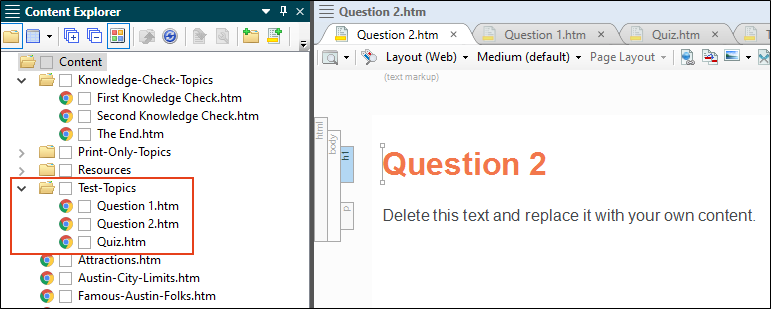 Content Explorer
Content
Knowledge-Check-Topics
First Knowledge Check.htm
Second Knowledge Check.htm
The End.htm
Print-Only-Topics
Resources
Test-Topics
Question 1.htm
Question 2.htm
Quiz.htm
Attractions.htm
Austin-City-Limits.htm
Famous-Austin-Folks.htm
Question 2.htm
Question 2.htm Question 1.htm Quiz.htm
Layout (Web) Medium (default) Page Layout
(text markup)
html
body
h1
Question 2
p
Delete this text and replace it with your own content.